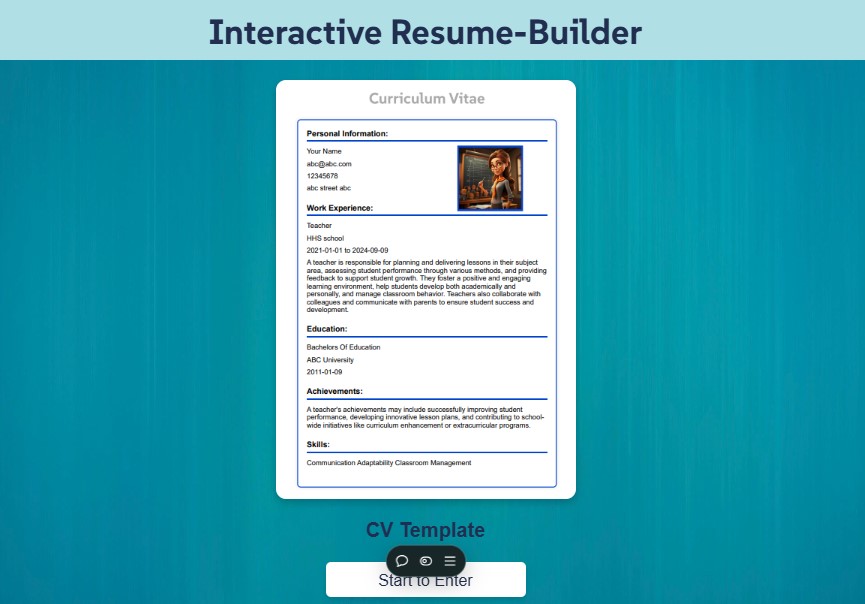 Interactive Resume-Builder
Curriculum Vitae
Personal Information:
Your Name
abc@abc.com
12345678
abc street abc
Work Experience:
Teacher
HHS school
2021-01-01 to 2024-09-09
A teacher is responsible for planning and delivering lessons in their subject
area, assessing student performance through various methods, and providing
feedback to support student growth. They foster a positive and engaging
learning environment, help students develop both academically and
personally, and manage classroom behavior. Teachers also collaborate with
colleagues and communicate with parents to ensure student success and
development.
Education:
Bachelors Of Education
ABC University
2011-01-09
Achievements:
A teacher's achievements may include successfully improving student
performance, developing innovative lesson plans, and contributing to school-
wide initiatives like curriculum enhancement or extracurricular programs.
Skills:
Communication Adaptability Classroom Management
CV Template
Start to Enter